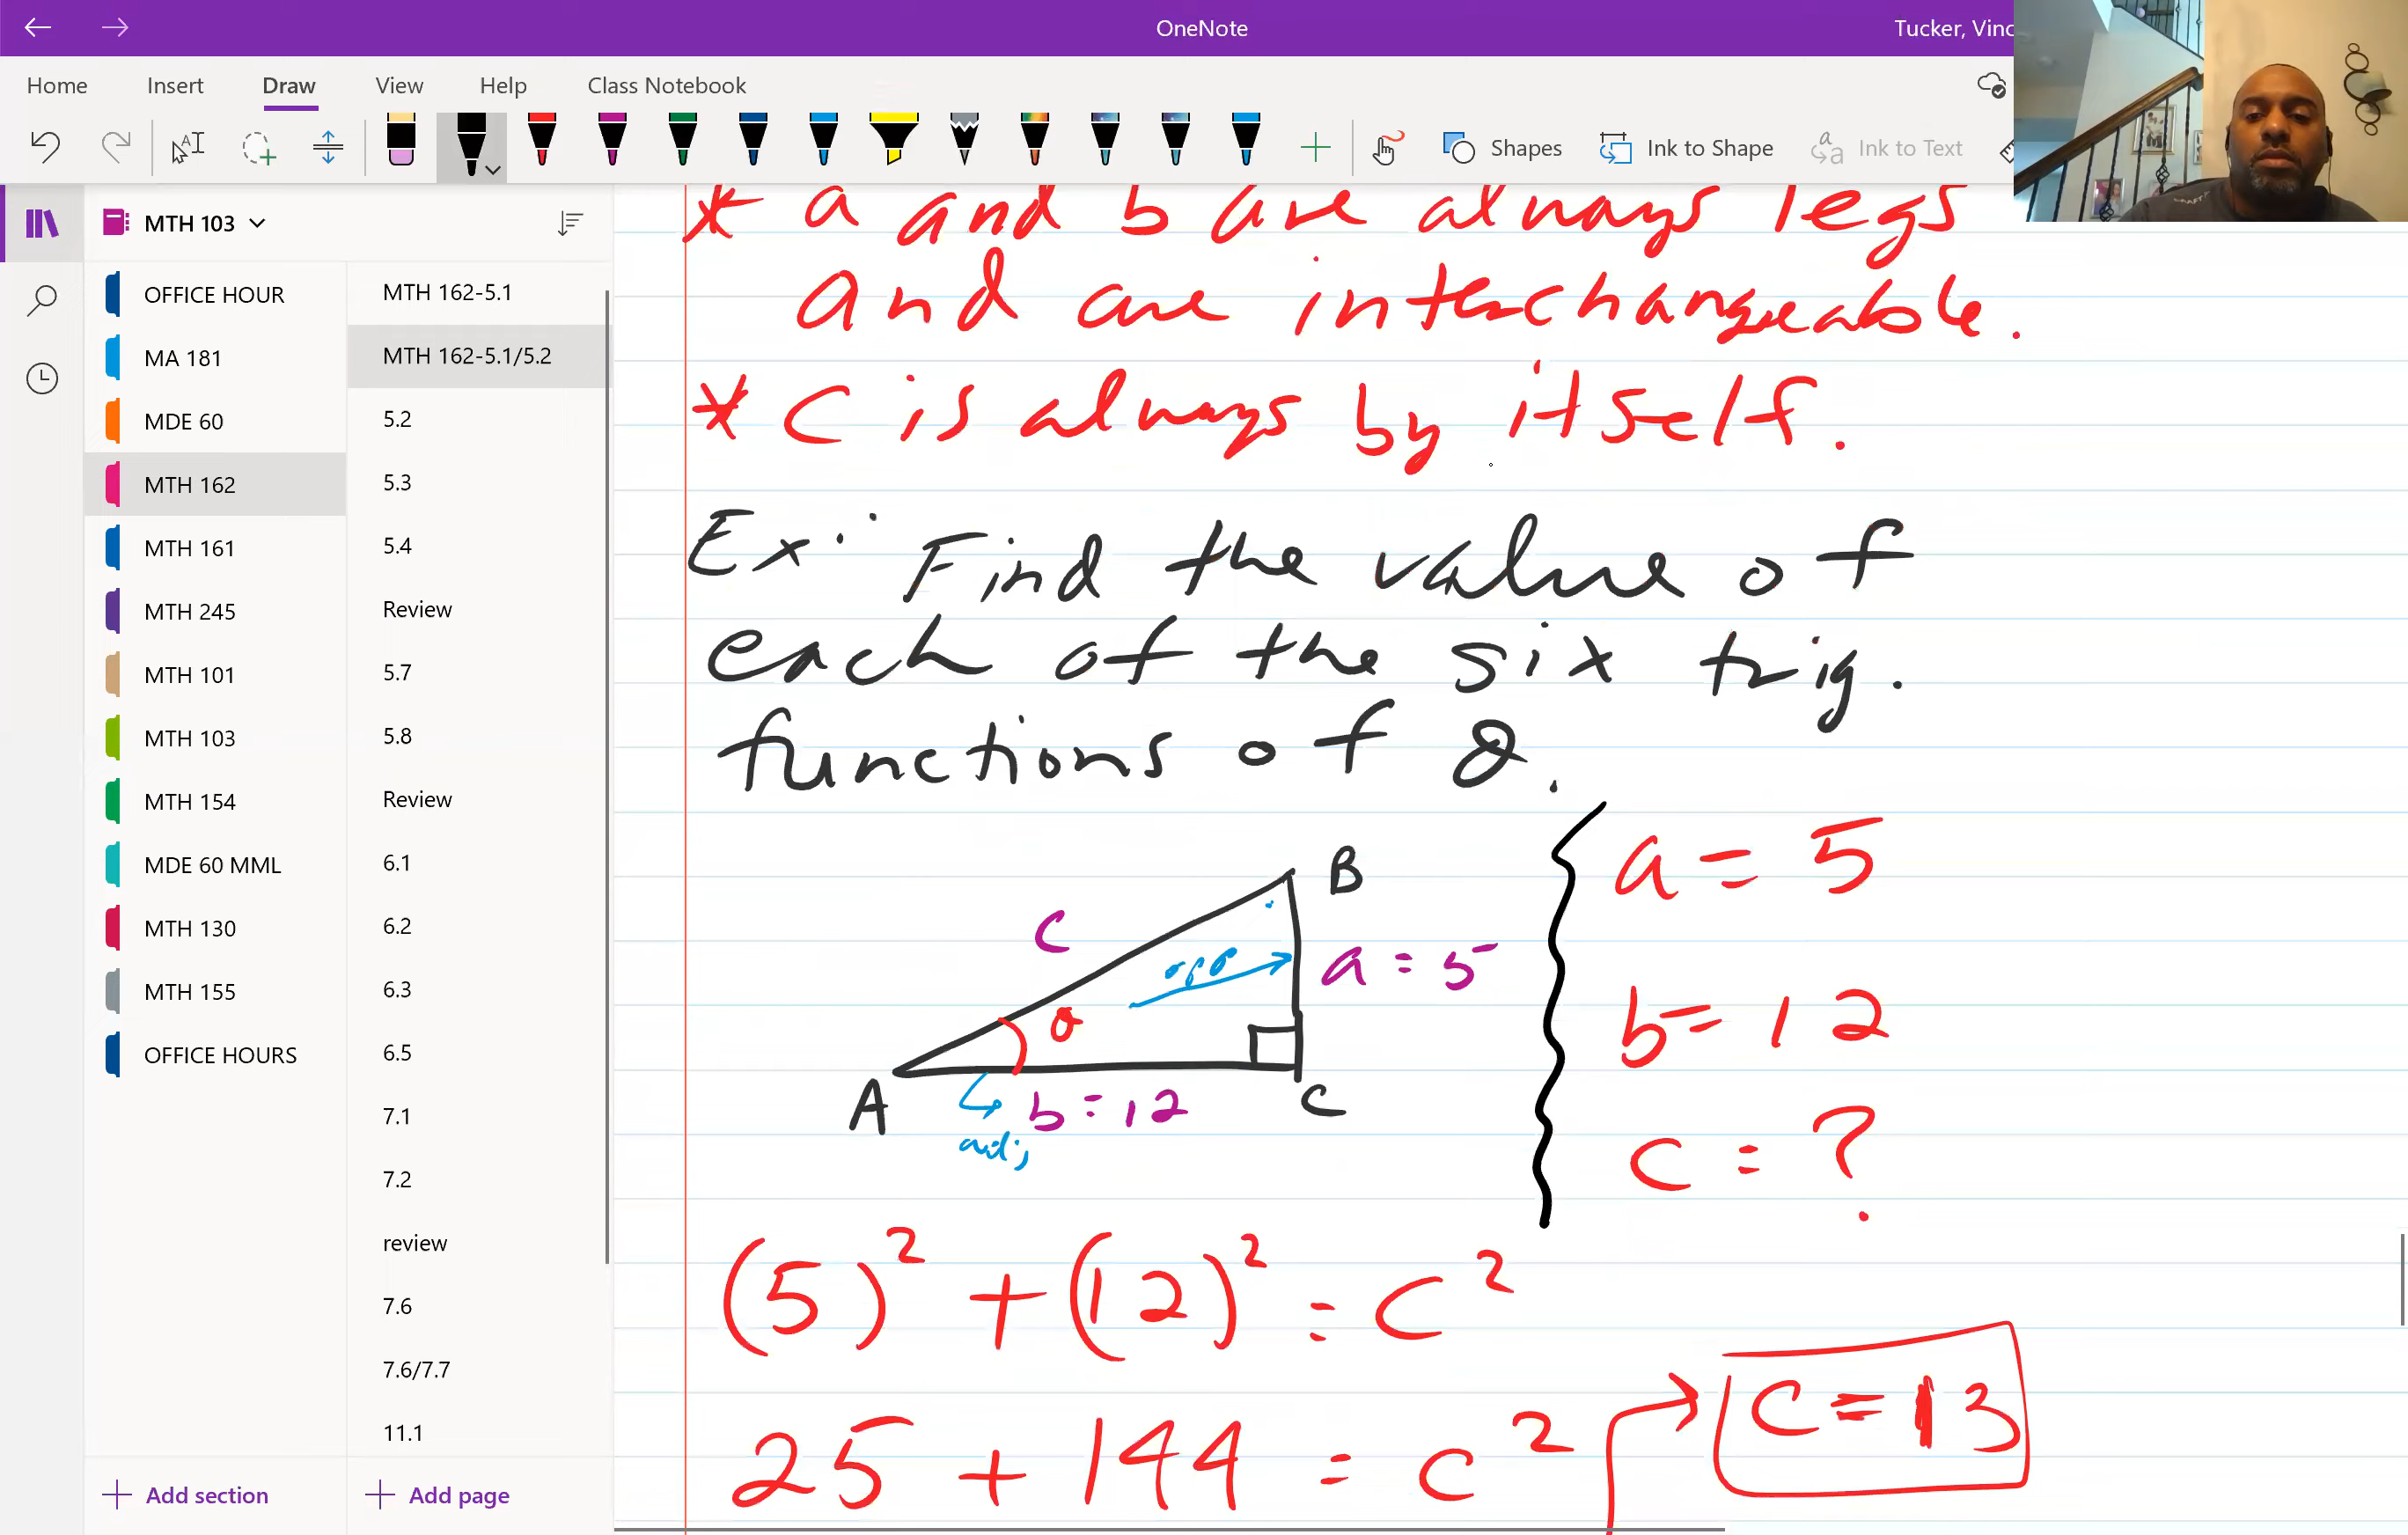 OneNote
Tucker, Vinc
Home Insert Draw View Help Class Notebook
Shapes Ink to Shape Ink to Text
MTH 103
OFFICE HOUR
MA 181
MDE 60
MTH 162
MTH 161
MTH 245
MTH 101
MTH 103
MTH 154
MDE 60 MML
MTH 130
MTH 155
OFFICE HOURS
Add section
MTH 162-5.1
MTH 162-5.1/5.2
5.2
5.3
5.4
Review
5.7
5.8
Review
6.1
6.2
6.3
6.5
7.1
7.2
review
7.6
7.6/7.7
11.1
Add page
* a and b are always legs
and are interchangeable.
* C is always by itself.
Ex: Find the value of
each of the six trig.
functions of θ.
B
c
opp
a = 5
θ
A
b = 12
C
adj
a = 5
b = 12
c = ?
(5)² + (12)² = c²
25 + 144 = c²
c = 13